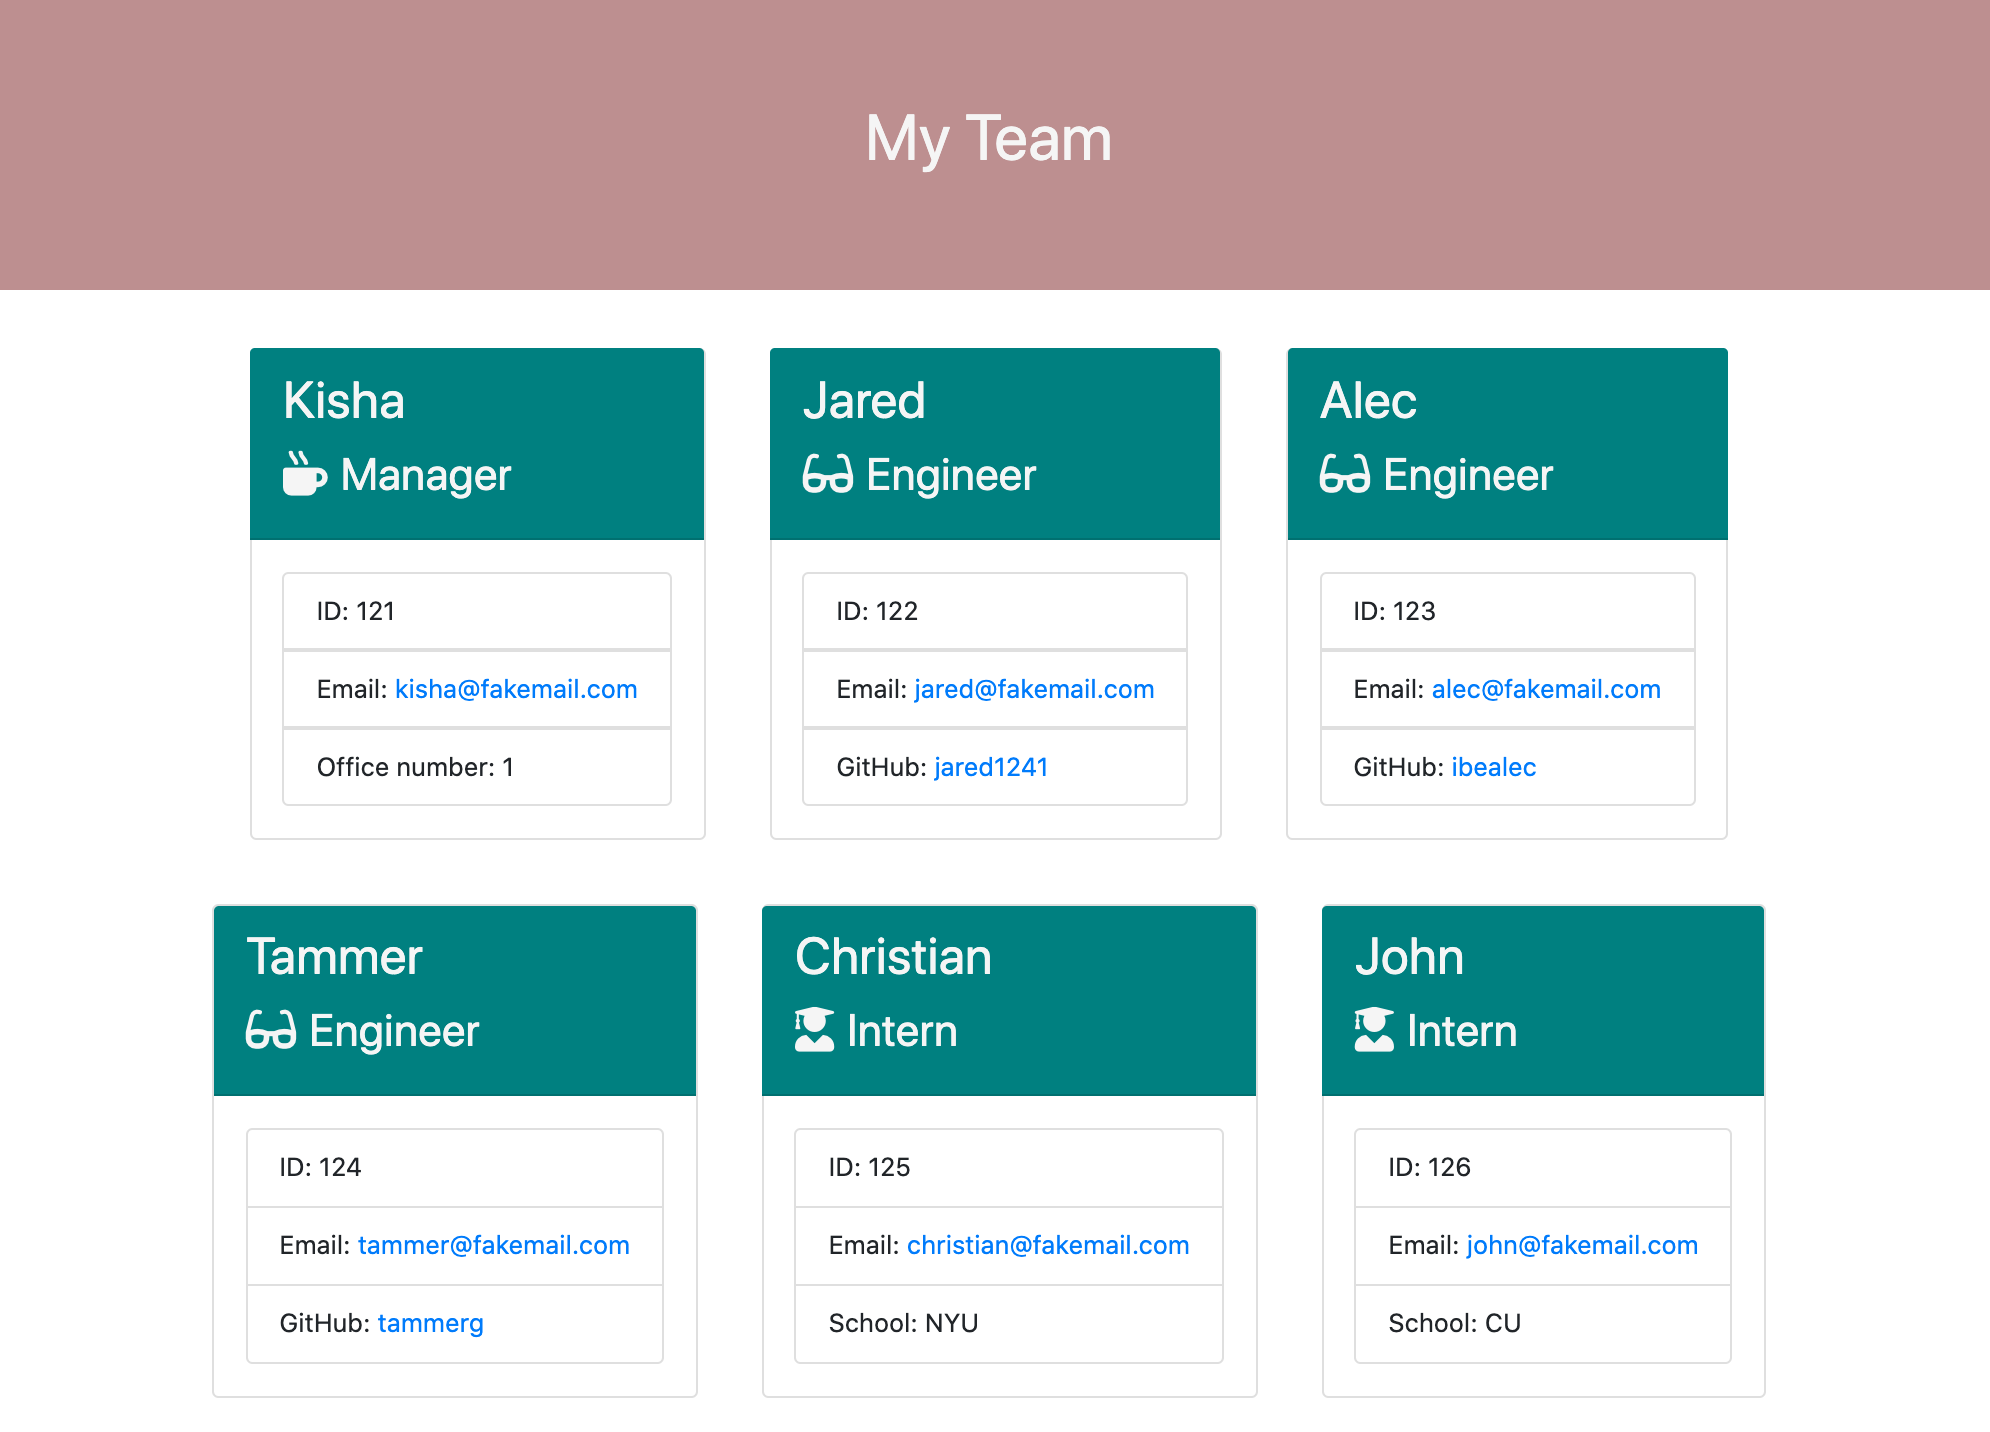 My Team
Kisha
Manager
ID: 121
Email: kisha@fakemail.com
Office number: 1
Jared
Engineer
ID: 122
Email: jared@fakemail.com
GitHub: jared1241
Alec
Engineer
ID: 123
Email: alec@fakemail.com
GitHub: ibealec
Tammer
Engineer
ID: 124
Email: tammer@fakemail.com
GitHub: tammerg
Christian
Intern
ID: 125
Email: christian@fakemail.com
School: NYU
John
Intern
ID: 126
Email: john@fakemail.com
School: CU